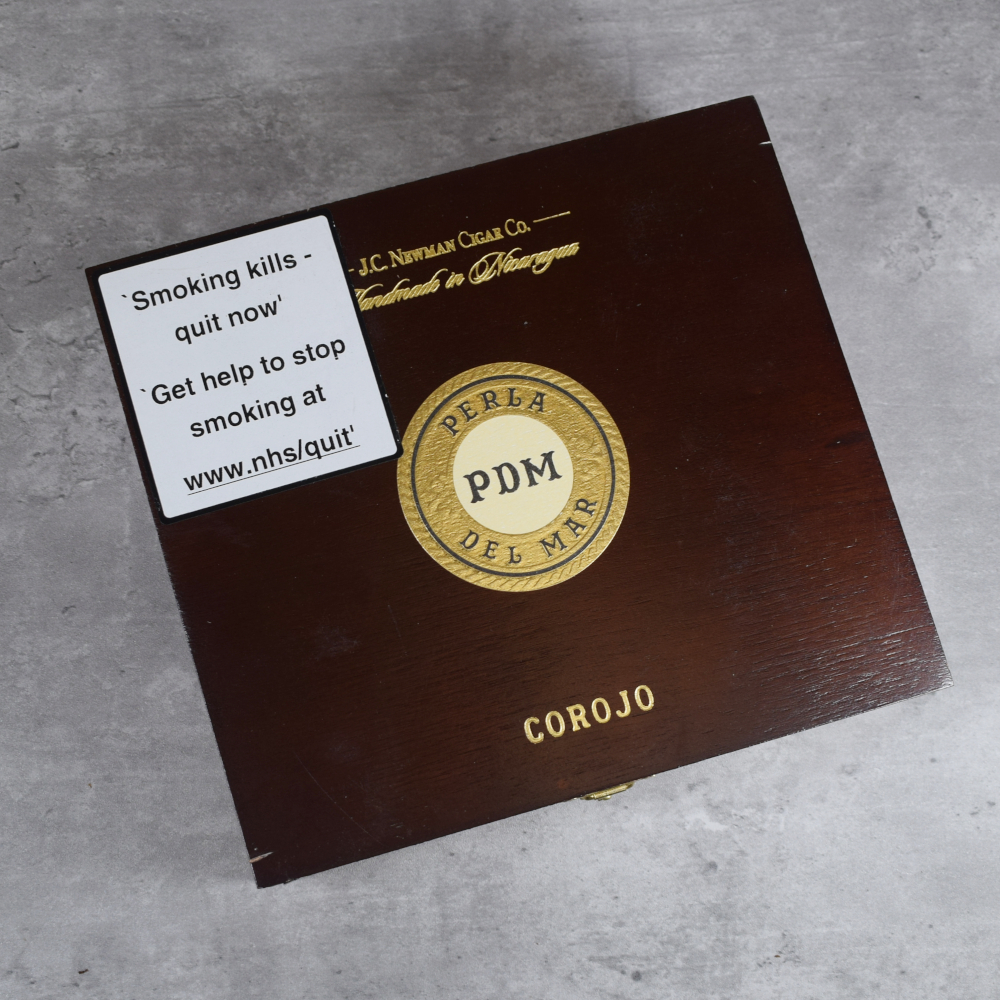 `Smoking kills -
quit now'
`Get help to stop
smoking at
www.nhs/quit'
- J.C. NEWMAN CIGAR CO. —
Handmade in Nicaragua
PERLA
PDM
DEL MAR
COROJO